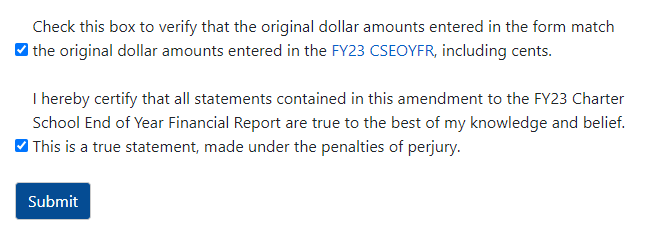 Check this box to verify that the original dollar amounts entered in the form match
the original dollar amounts entered in the FY23 CSEOYFR, including cents.
I hereby certify that all statements contained in this amendment to the FY23 Charter
School End of Year Financial Report are true to the best of my knowledge and belief.
This is a true statement, made under the penalties of perjury.
Submit